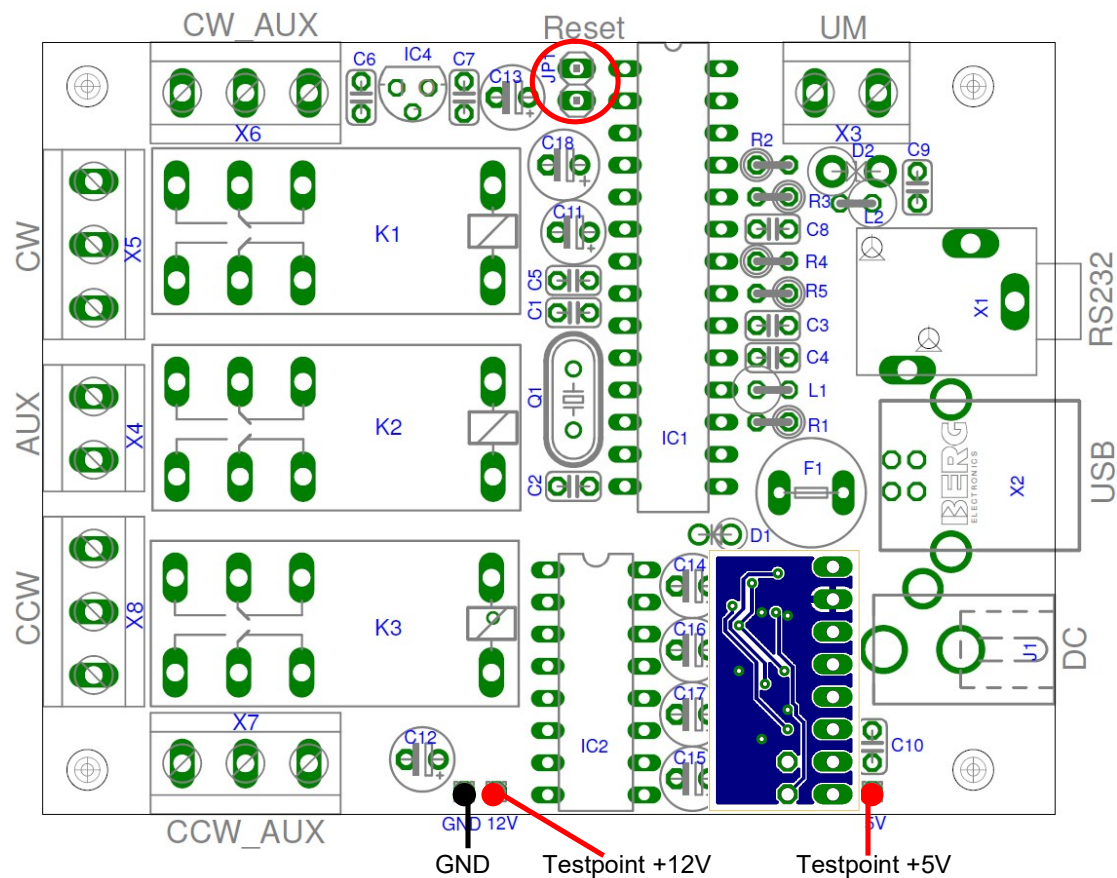 CW_AUX
Reset
UM
C6
IC4
C7
C13
JP1
X6
X3
C18
R2
D2
C9
R3
L2
CW
X5
K1
C11
C8
R4
C5
R5
X1
RS232
C1
C3
C4
AUX
X4
K2
Q1
L1
IC1
R1
C2
F1
BERG
ELECTRONICS
X2
USB
D1
CCW
X8
K3
C14
C16
J1
DC
X7
C17
C12
IC2
C15
C10
GND 12V
CCW_AUX
GND
Testpoint +12V
Testpoint +5V